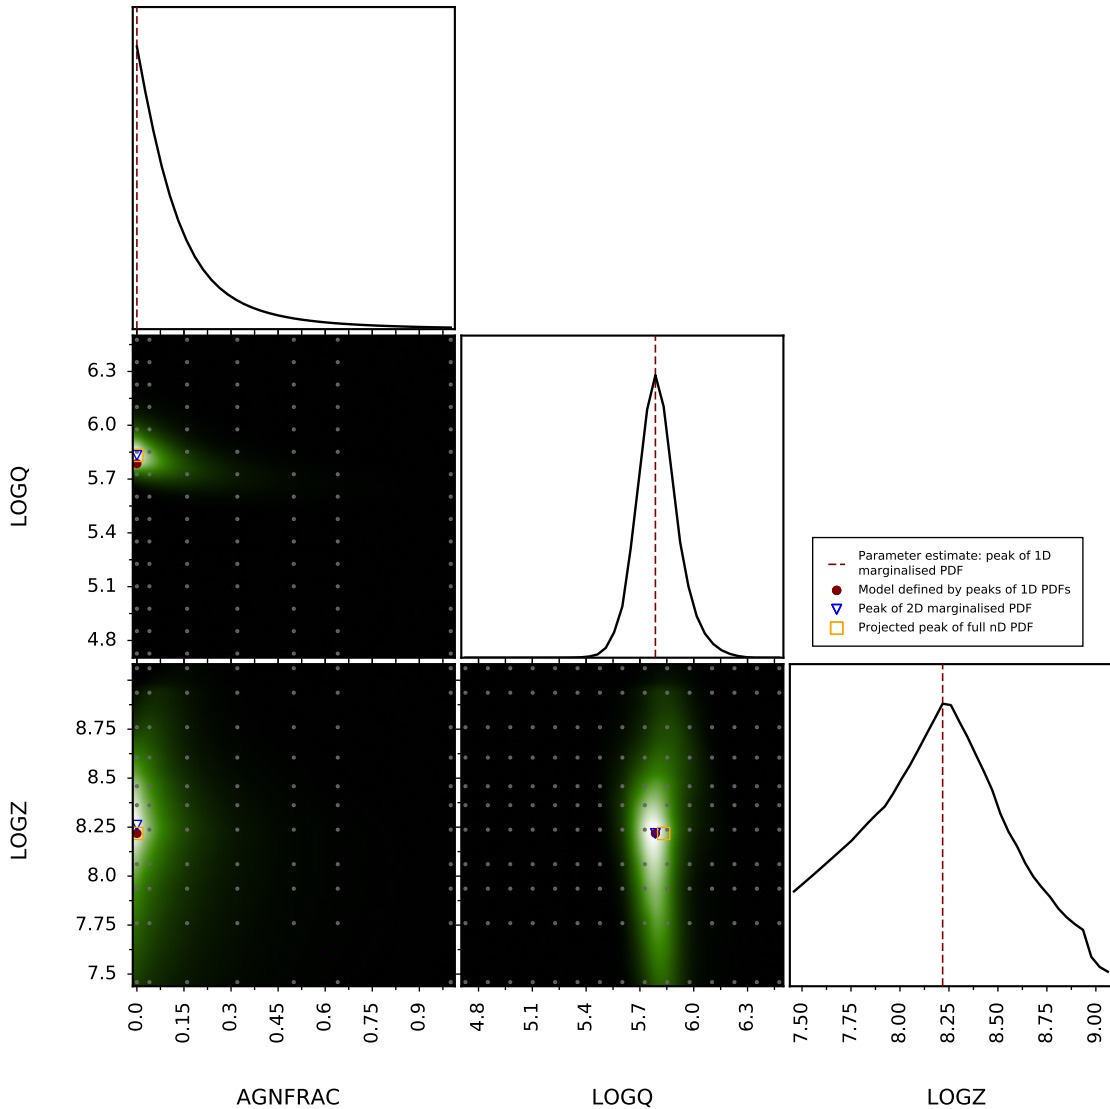 6.3
6.0
5.7
5.4
5.1
4.8
LOGQ
Parameter estimate: peak of 1D
marginalised PDF
Model defined by peaks of 1D PDFs
Peak of 2D marginalised PDF
Projected peak of full nD PDF
8.75
8.5
8.25
8.0
7.75
7.5
LOGZ
0.0 0.15 0.3 0.45 0.6 0.75 0.9
4.8 5.1 5.4 5.7 6.0 6.3
7.50 7.75 8.00 8.25 8.50 8.75 9.00
AGNFRAC
LOGQ
LOGZ